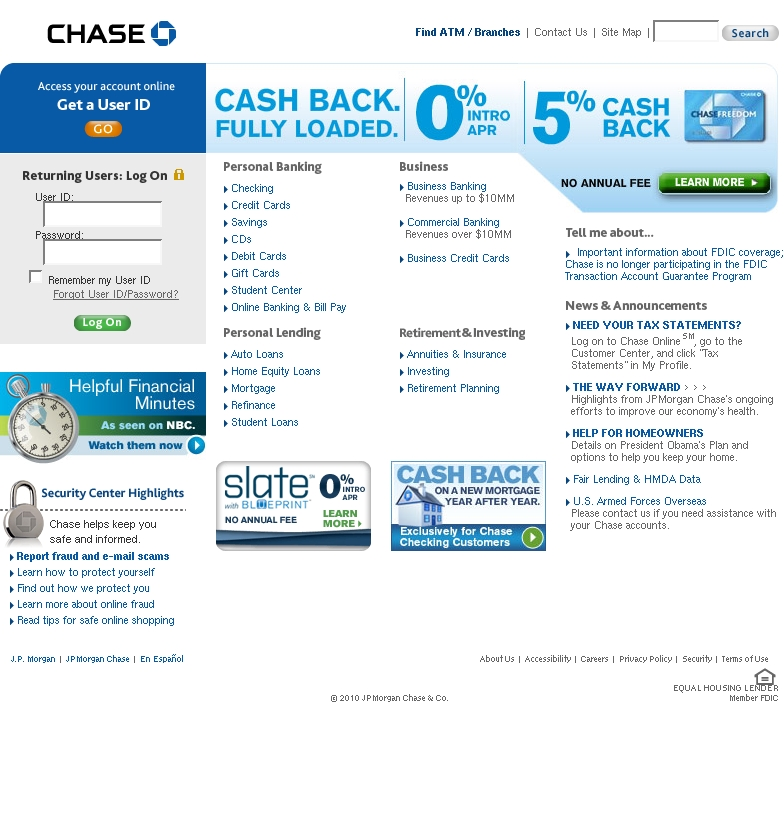 CHASE
Find ATM / Branches | Contact Us | Site Map |
Search
Access your account online
Get a User ID
GO
CASH BACK.
FULLY LOADED.
0% INTRO APR
5% CASH BACK
CHASE
CHASE FREEDOM
NO ANNUAL FEE
LEARN MORE
Returning Users: Log On
User ID:
Password:
Remember my User ID
Forgot User ID/Password?
Log On
Personal Banking
Checking
Credit Cards
Savings
CDs
Debit Cards
Gift Cards
Student Center
Online Banking & Bill Pay
Personal Lending
Auto Loans
Home Equity Loans
Mortgage
Refinance
Student Loans
Business
Business Banking
Revenues up to $10MM
Commercial Banking
Revenues over $10MM
Business Credit Cards
Retirement & Investing
Annuities & Insurance
Investing
Retirement Planning
Tell me about...
Important information about FDIC coverage;
Chase is no longer participating in the FDIC
Transaction Account Guarantee Program
News & Announcements
NEED YOUR TAX STATEMENTS?
Log on to Chase Online SM, go to the
Customer Center, and click "Tax
Statements" in My Profile.
THE WAY FORWARD > > >
Highlights from JPMorgan Chase's ongoing
efforts to improve our economy's health.
HELP FOR HOMEOWNERS
Details on President Obama's Plan and
options to help you keep your home.
Fair Lending & HMDA Data
U.S. Armed Forces Overseas
Please contact us if you need assistance with
your Chase accounts.
Helpful Financial
Minutes
As seen on NBC.
Watch them now
Security Center Highlights
Chase helps keep you
safe and informed.
Report fraud and e-mail scams
Learn how to protect yourself
Find out how we protect you
Learn more about online fraud
Read tips for safe online shopping
slate SM
with BLUEPRINT
0% INTRO APR
NO ANNUAL FEE
LEARN MORE
CASH BACK
ON A NEW MORTGAGE
YEAR AFTER YEAR.
Exclusively for Chase
Checking Customers
J.P. Morgan | JPMorgan Chase | En Español
About Us | Accessibility | Careers | Privacy Policy | Security | Terms of Use
EQUAL HOUSING LENDER
Member FDIC
© 2010 JPMorgan Chase & Co.